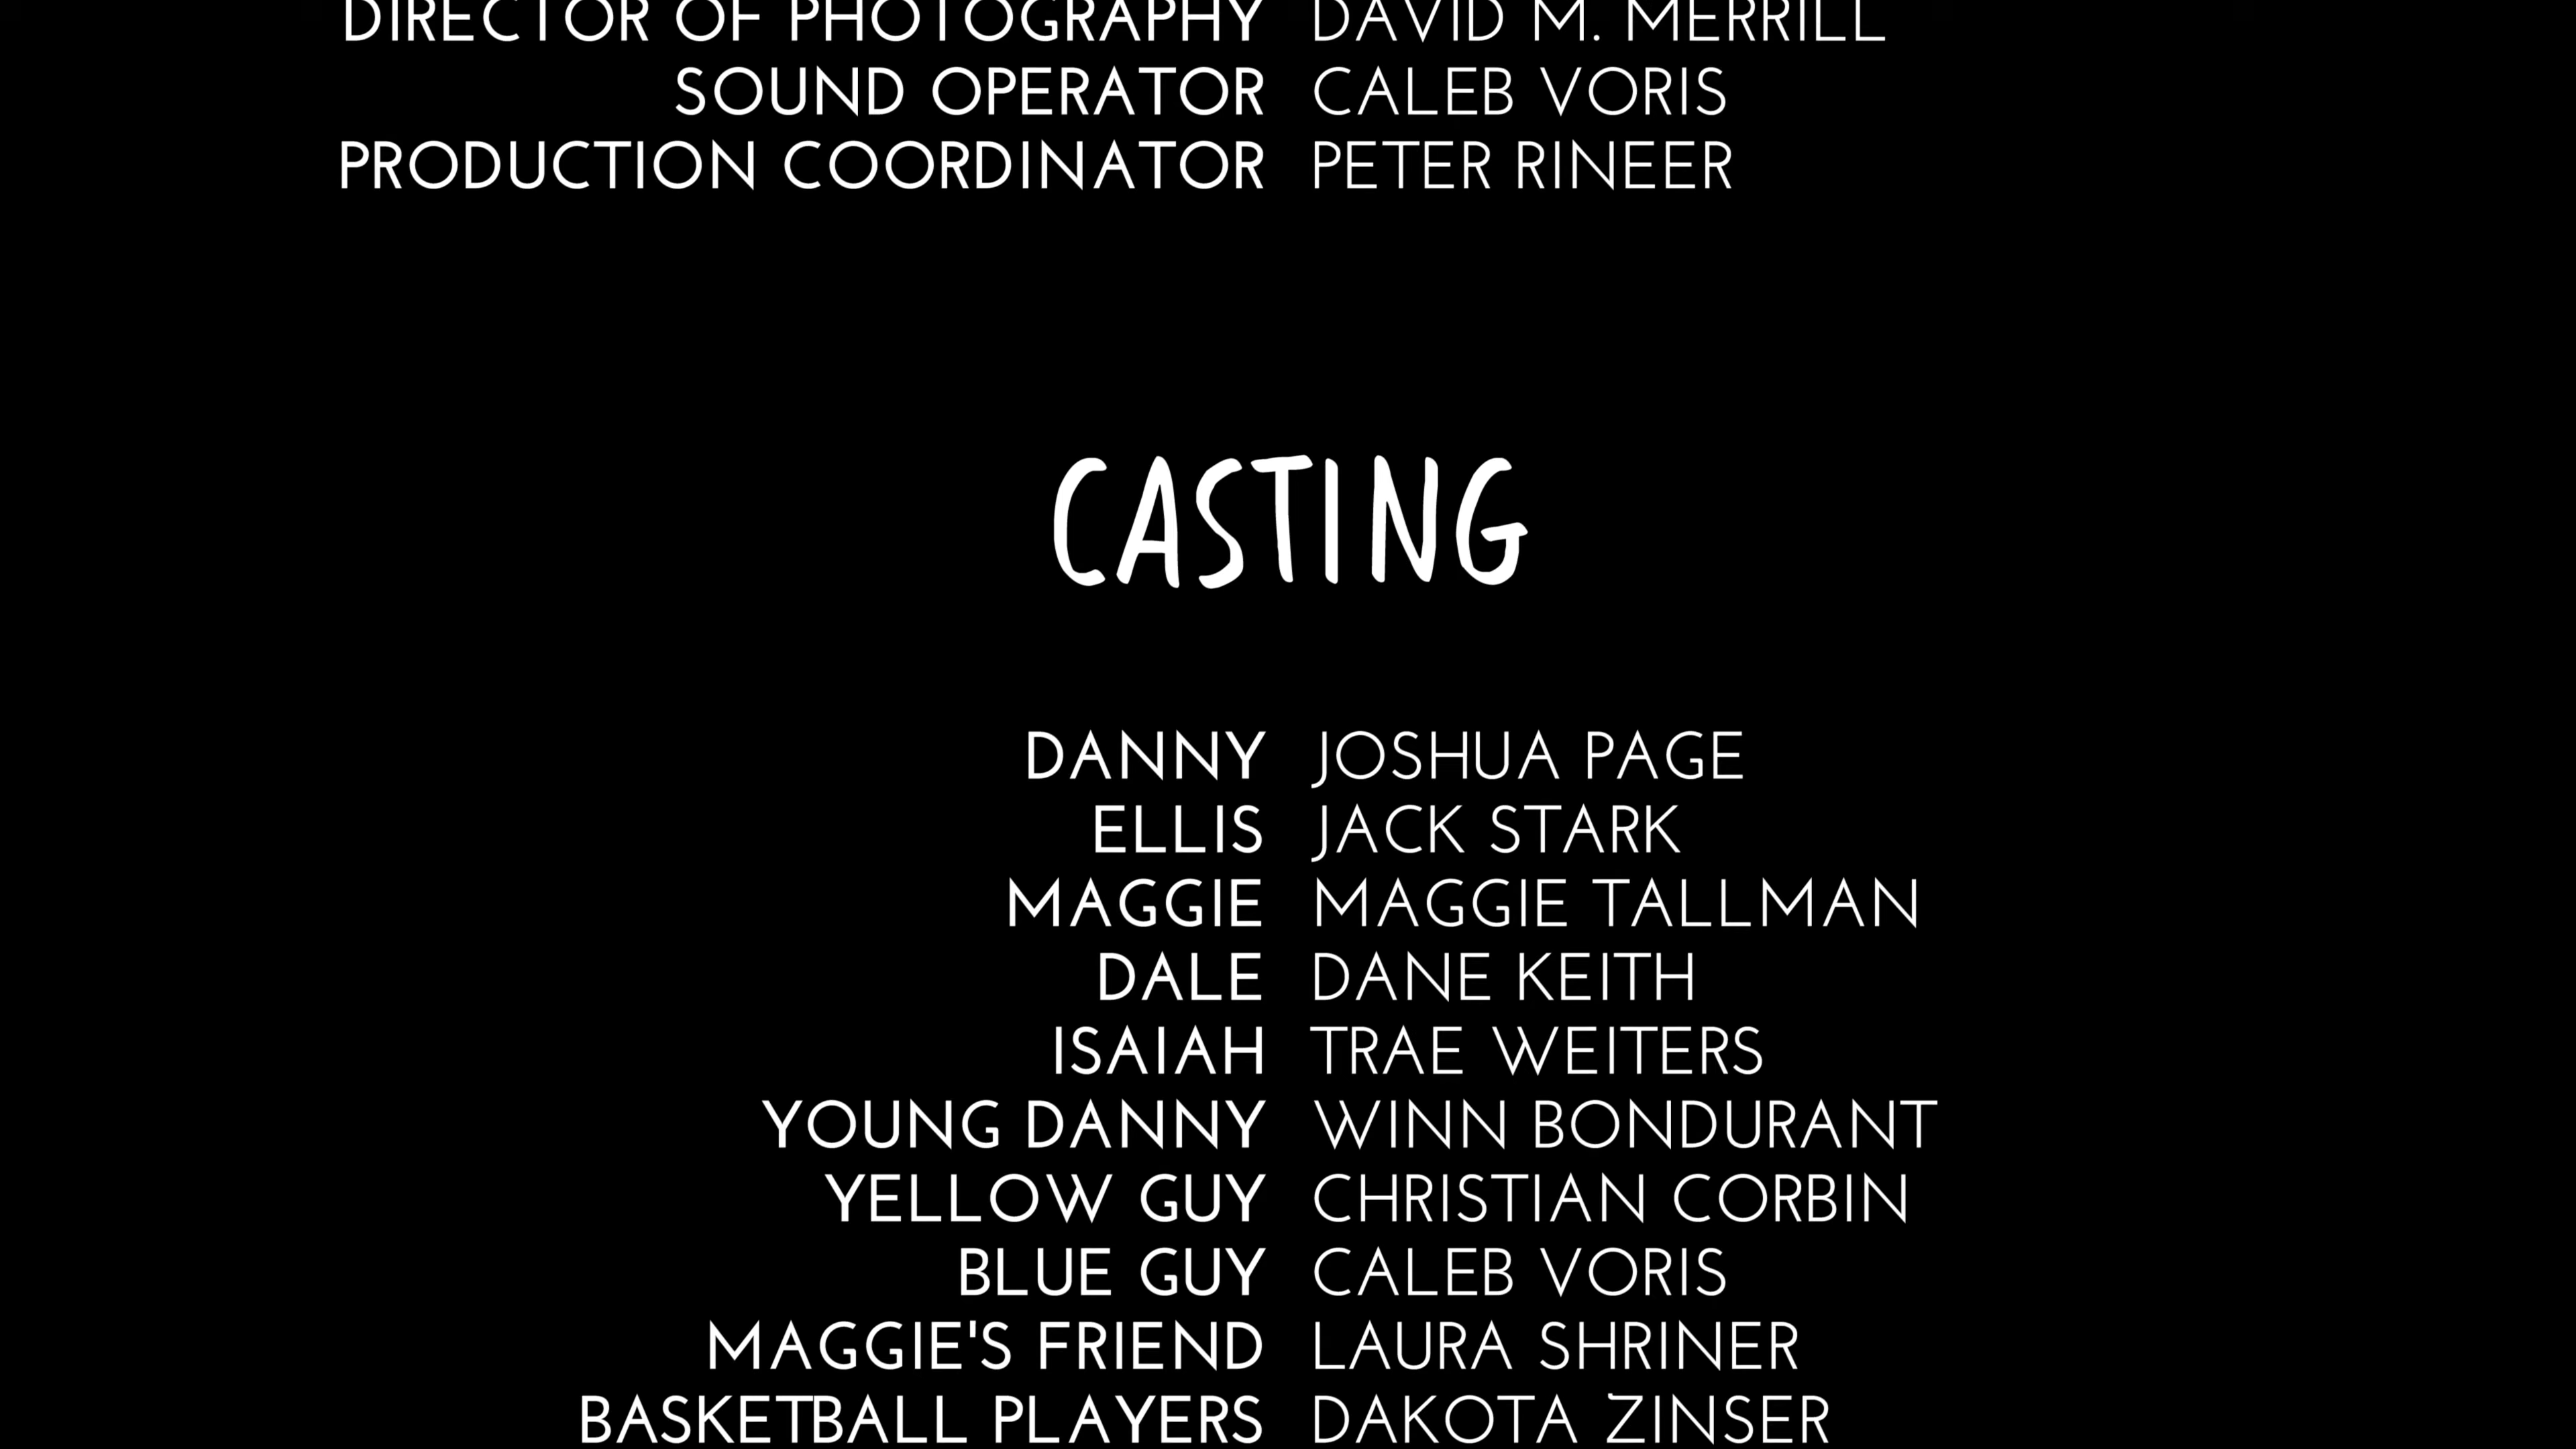 DIRECTOR OF PHOTOGRAPHY DAVID M. MERRILL
SOUND OPERATOR CALEB VORIS
PRODUCTION COORDINATOR PETER RINEER
CASTING
DANNY JOSHUA PAGE
ELLIS JACK STARK
MAGGIE MAGGIE TALLMAN
DALE DANE KEITH
ISAIAH TRAE WEITERS
YOUNG DANNY WINN BONDURANT
YELLOW GUY CHRISTIAN CORBIN
BLUE GUY CALEB VORIS
MAGGIE'S FRIEND LAURA SHRINER
BASKETBALL PLAYERS DAKOTA ZINSER